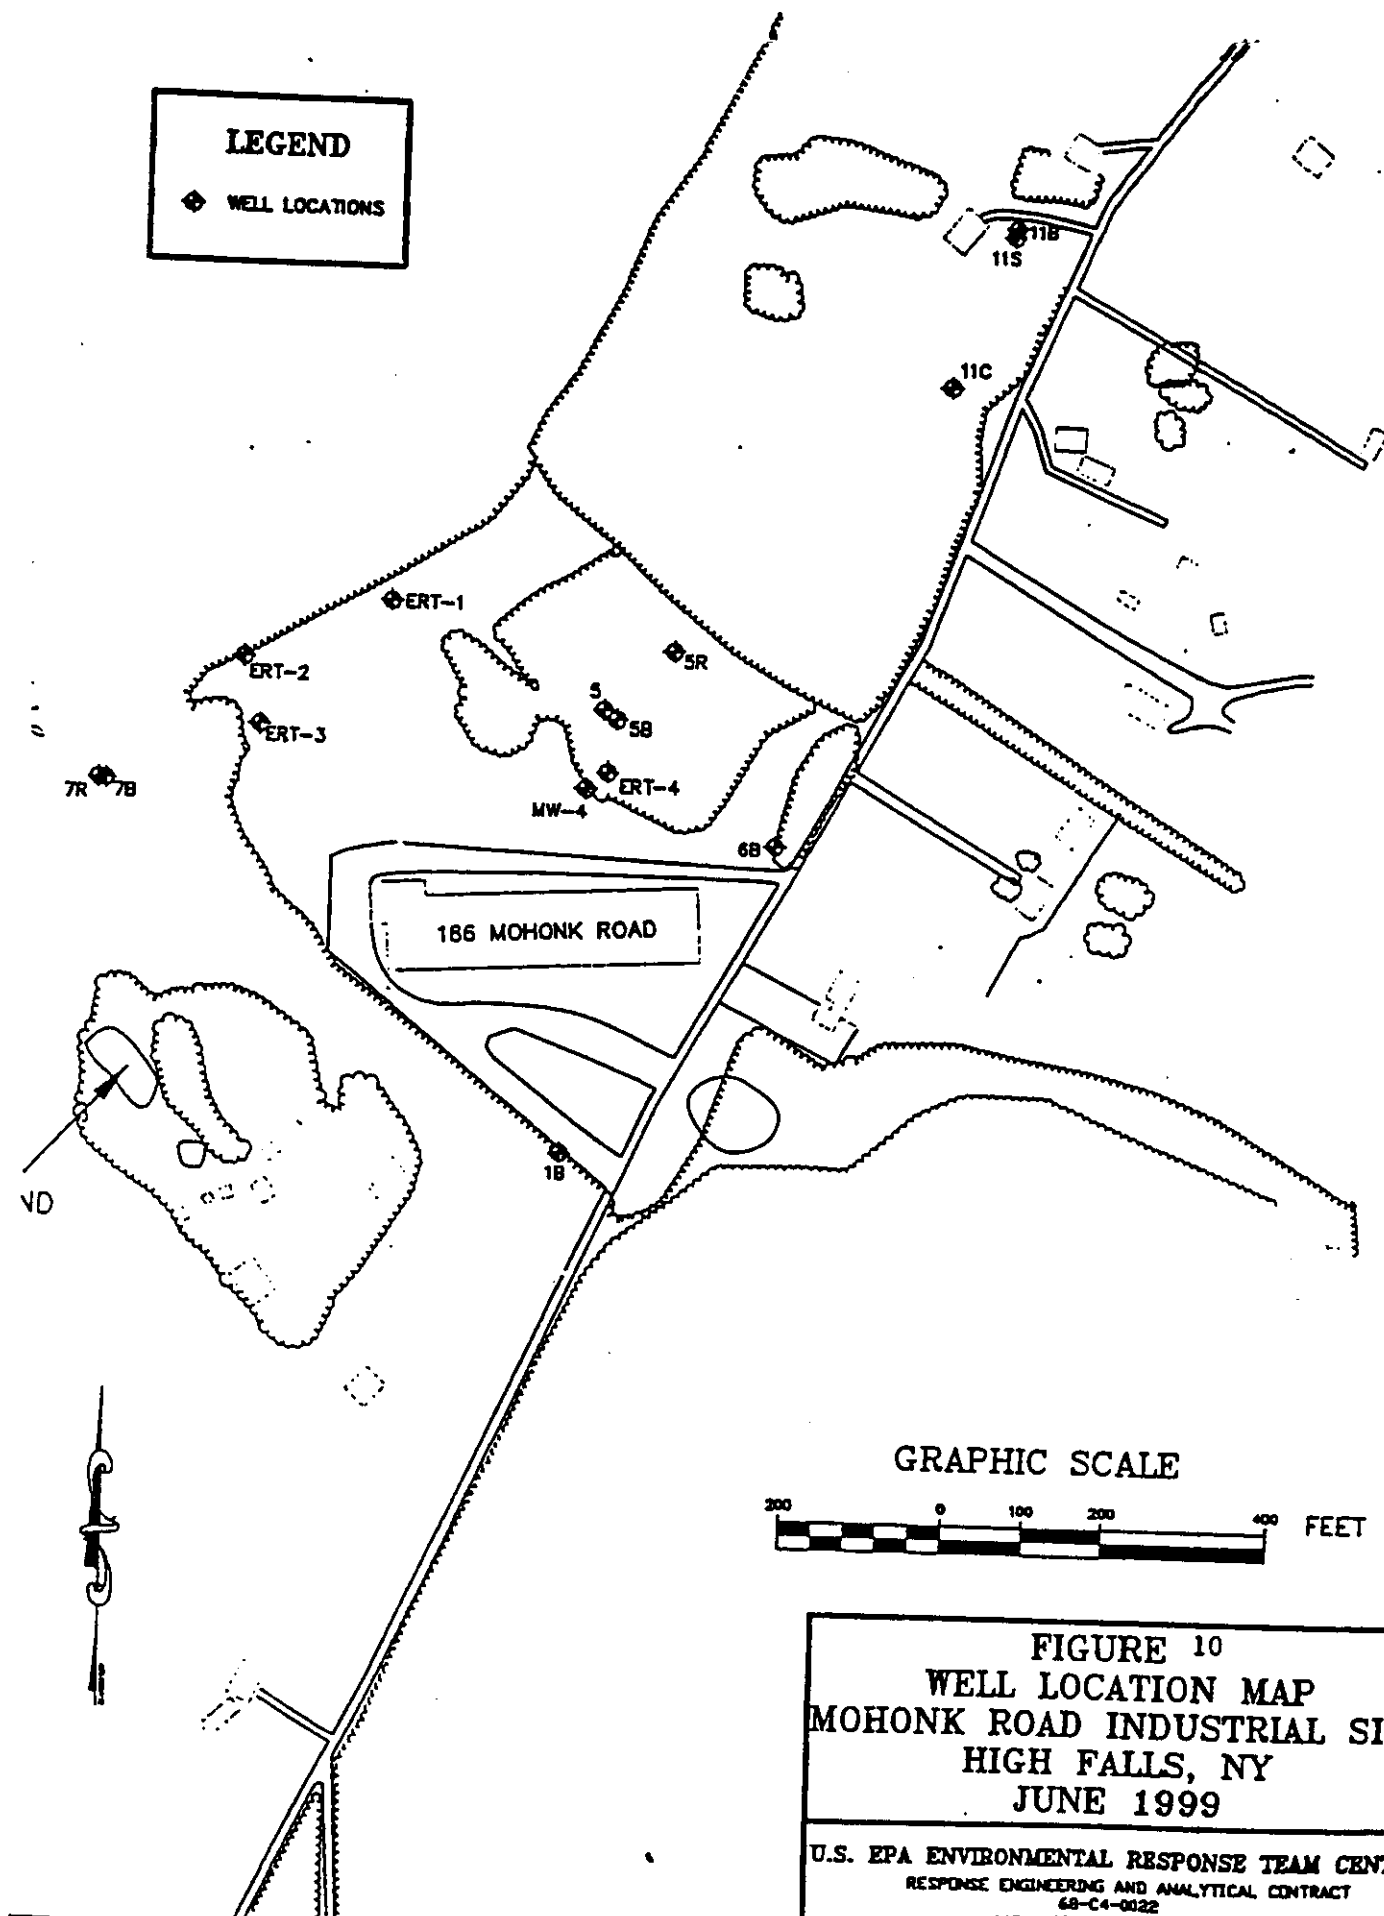 LEGEND
WELL LOCATIONS
11B
11S
11C
ERT-1
ERT-2
5R
5
5B
ERT-3
7R
7B
ERT-4
MW-4
6B
186 MOHONK ROAD
1B
ND
GRAPHIC SCALE
200 0 100 200 400 FEET
FIGURE 10
WELL LOCATION MAP
MOHONK ROAD INDUSTRIAL SI
HIGH FALLS, NY
JUNE 1999
U.S. EPA ENVIRONMENTAL RESPONSE TEAM CENT
RESPONSE ENGINEERING AND ANALYTICAL CONTRACT
68-C4-0022